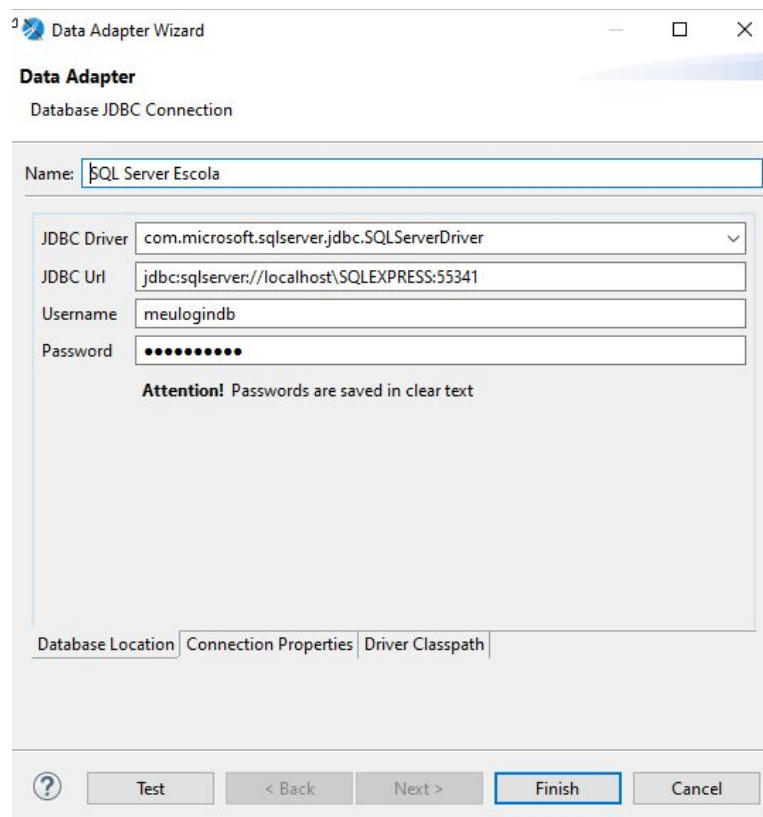 Data Adapter Wizard
Data Adapter
Database JDBC Connection
Name: SQL Server Escola
JDBC Driver com.microsoft.sqlserver.jdbc.SQLServerDriver
JDBC Url jdbc:sqlserver://localhost\SQLEXPRESS:55341
Username meulogindb
Password ●●●●●●●●●●
Attention! Passwords are saved in clear text
Database Location Connection Properties Driver Classpath
? Test < Back Next > Finish Cancel